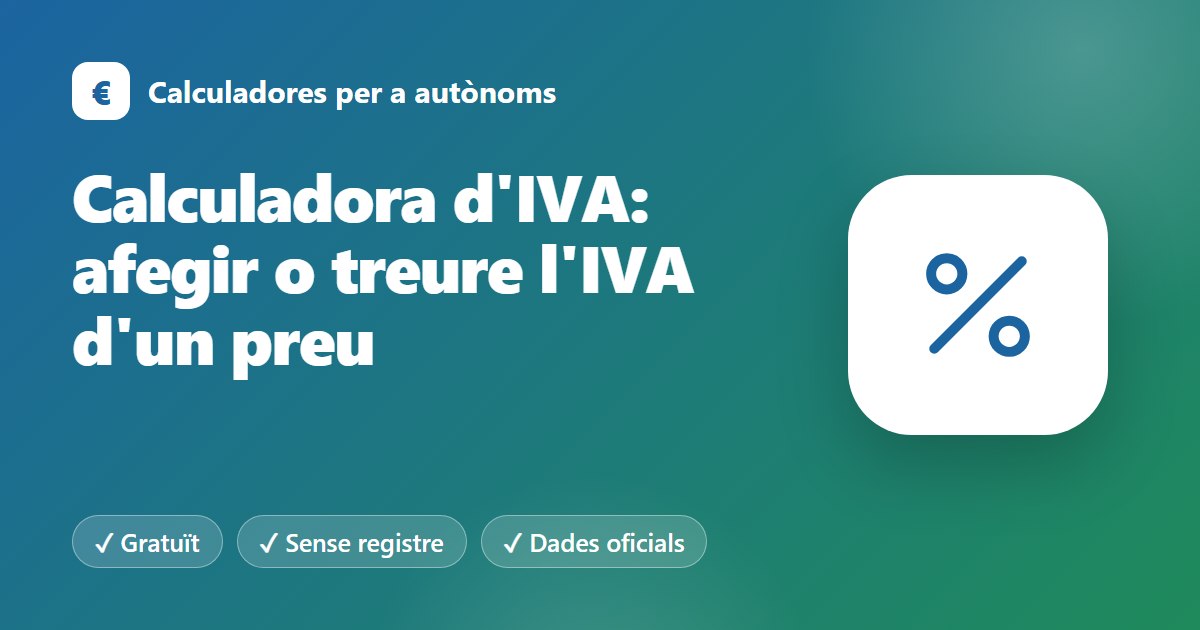 €
Calculadores per a autònoms
Calculadora d'IVA:
afegir o treure l'IVA
d'un preu
%
✓ Gratuït
✓ Sense registre
✓ Dades oficials